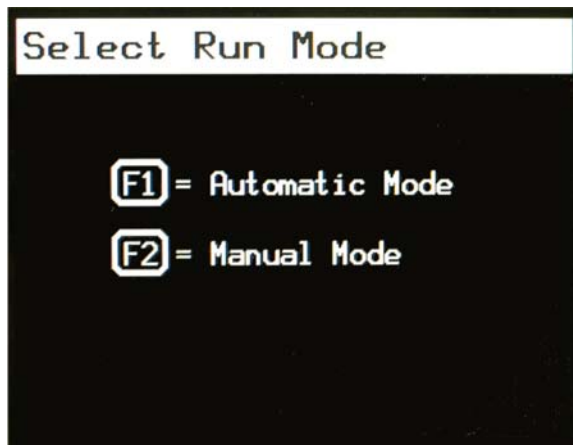 Select Run Mode
F1 = Automatic Mode
F2 = Manual Mode